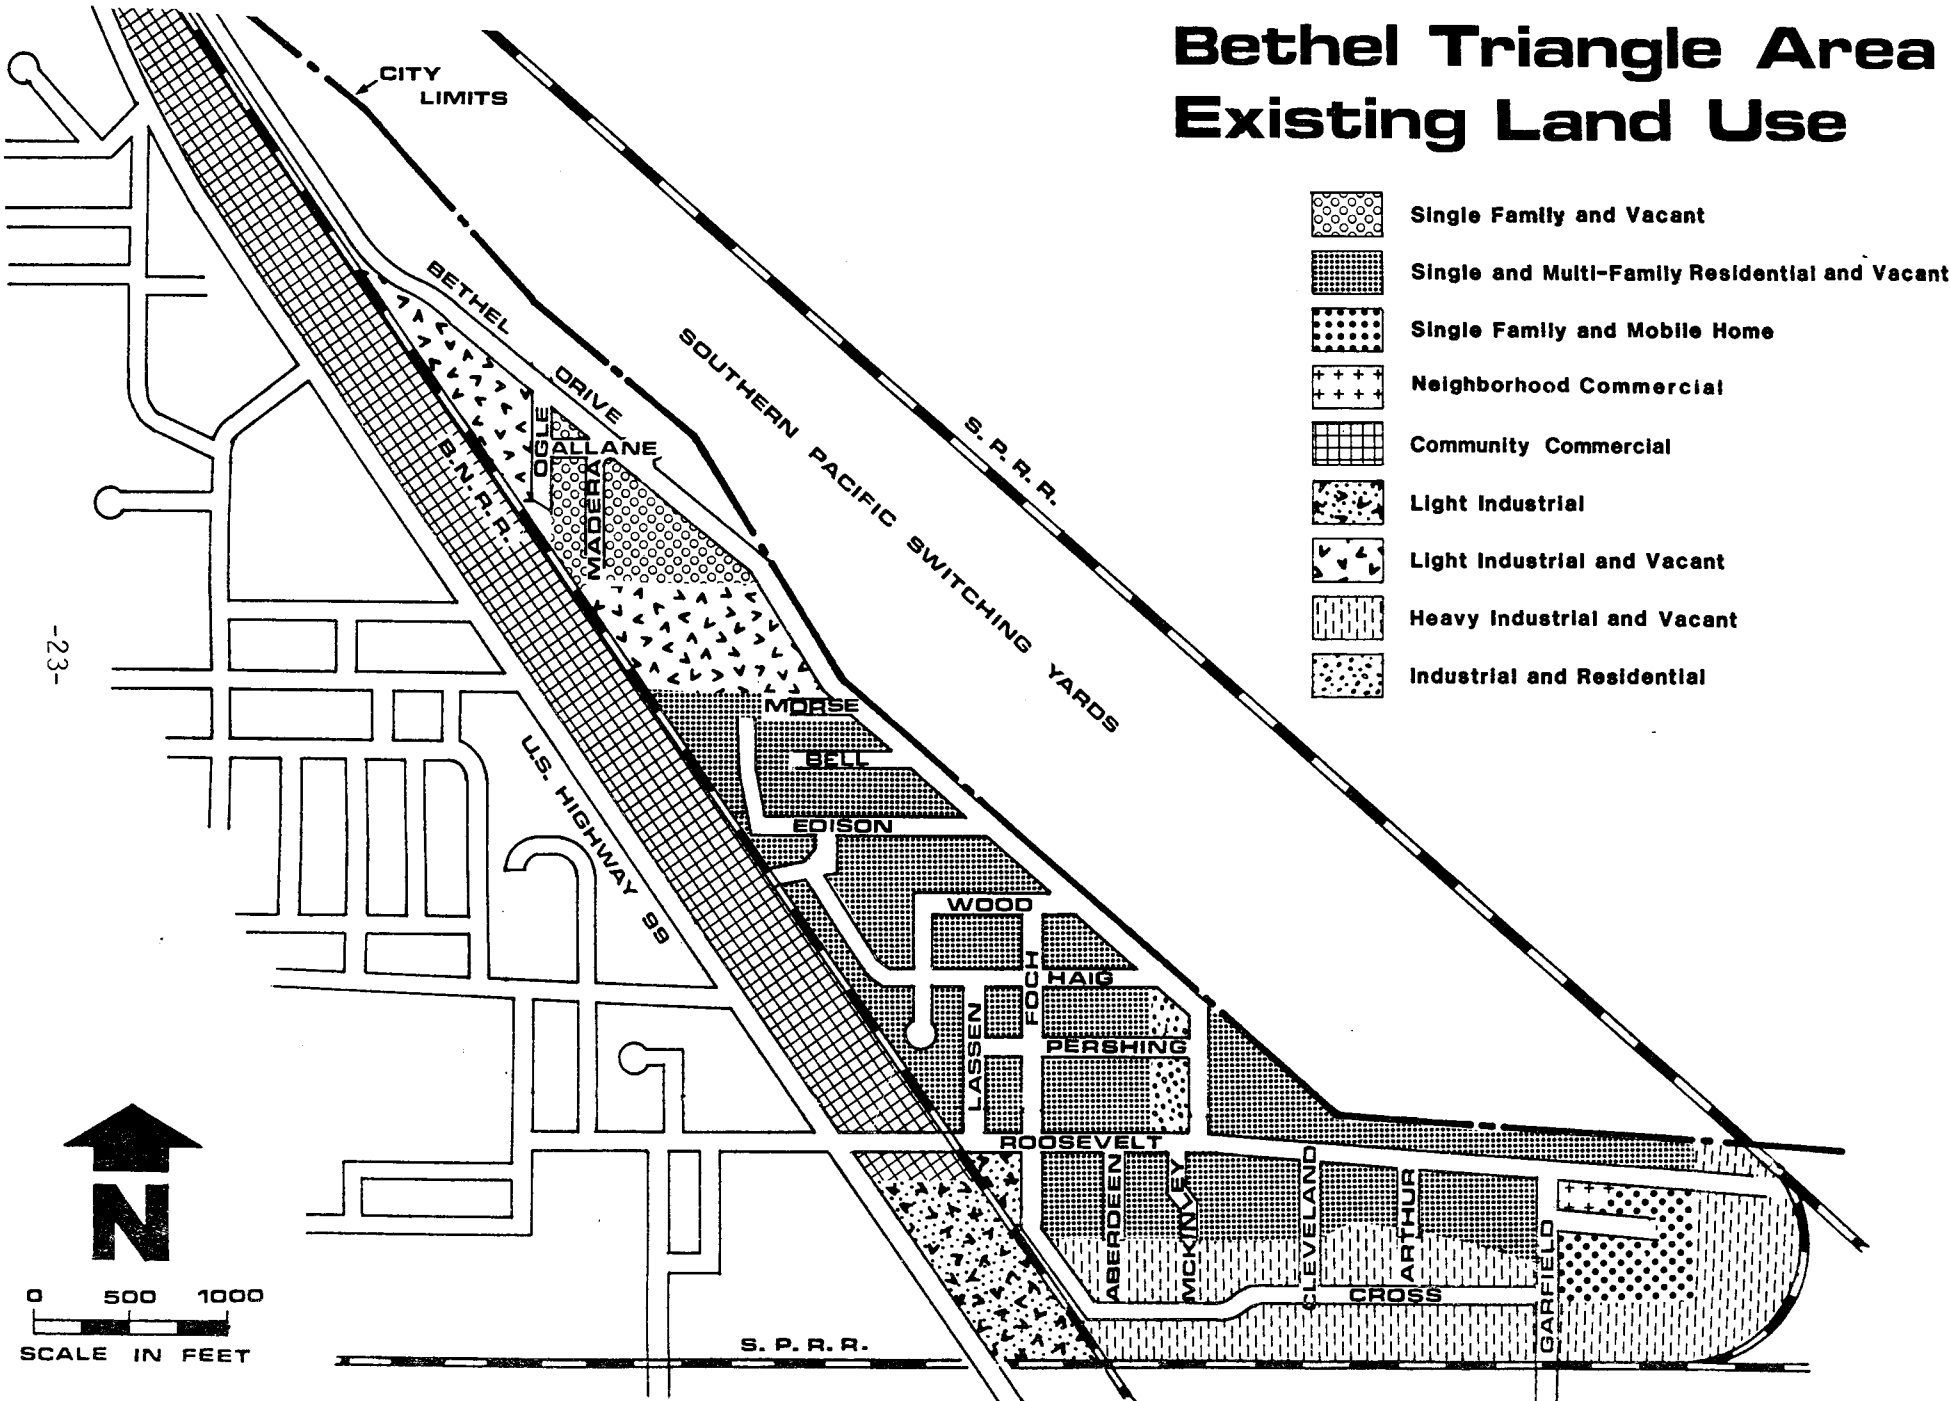 Bethel Triangle Area
Existing Land Use
CITY
LIMITS
Single Family and Vacant
Single and Multi-Family Residential and Vacant
Single Family and Mobile Home
Neighborhood Commercial
Community Commercial
Light Industrial
Light Industrial and Vacant
Heavy Industrial and Vacant
Industrial and Residential
BETHEL DRIVE
SOUTHERN PACIFIC SWITCHING YARDS
S. P. R. R.
OGLE
ALLANE
MADERA
B.N.R.R.
-23-
MORSE
BELL
U.S. HIGHWAY 99
EDISON
WOOD
FOCH
HAIG
LASSEN
PERSHING
ROOSEVELT
ABERDEEN
MCKINLEY
CLEVELAND
ARTHUR
GARFIELD
CROSS
N
0 500 1000
SCALE IN FEET
S. P. R. R.